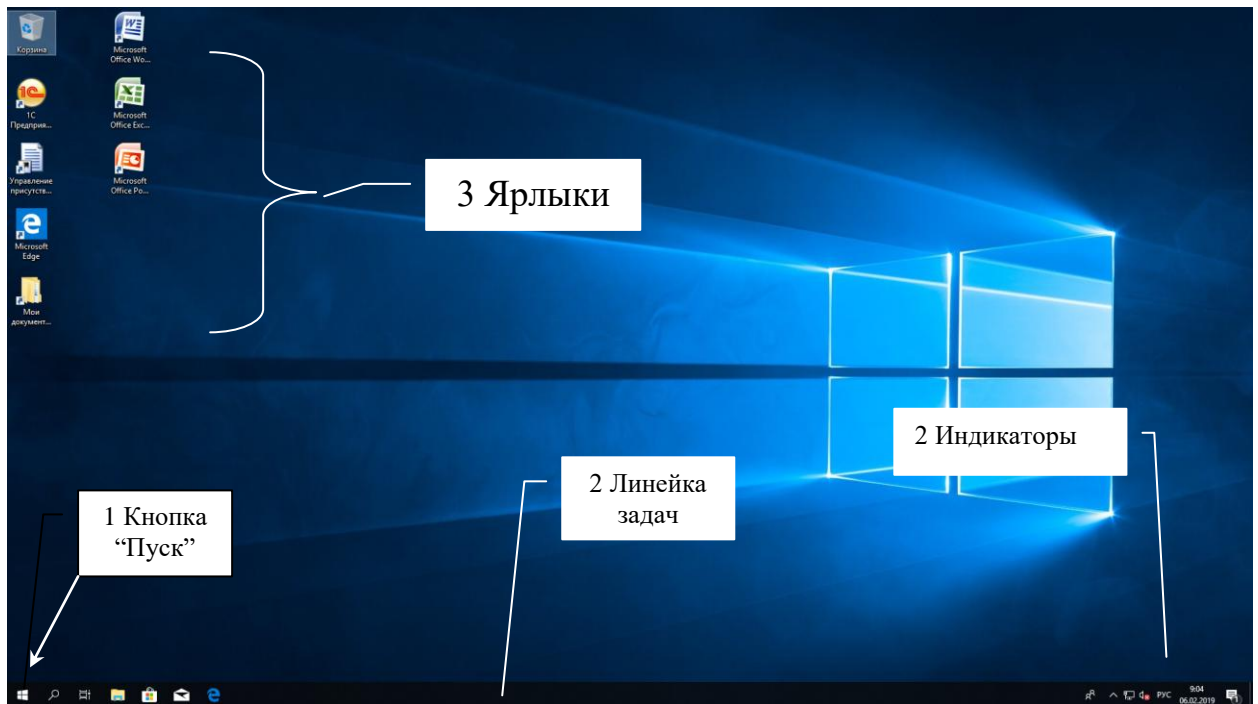 Корзина
Microsoft
Office Wo...
1С
Предприя...
Microsoft
Office Exc...
Управление
присутств...
Microsoft
Office Po...
Microsoft
Edge
Мои
документ...
3 Ярлыки
2 Индикаторы
2 Линейка
задач
1 Кнопка
“Пуск”
РУС
9:04
06.02.2019